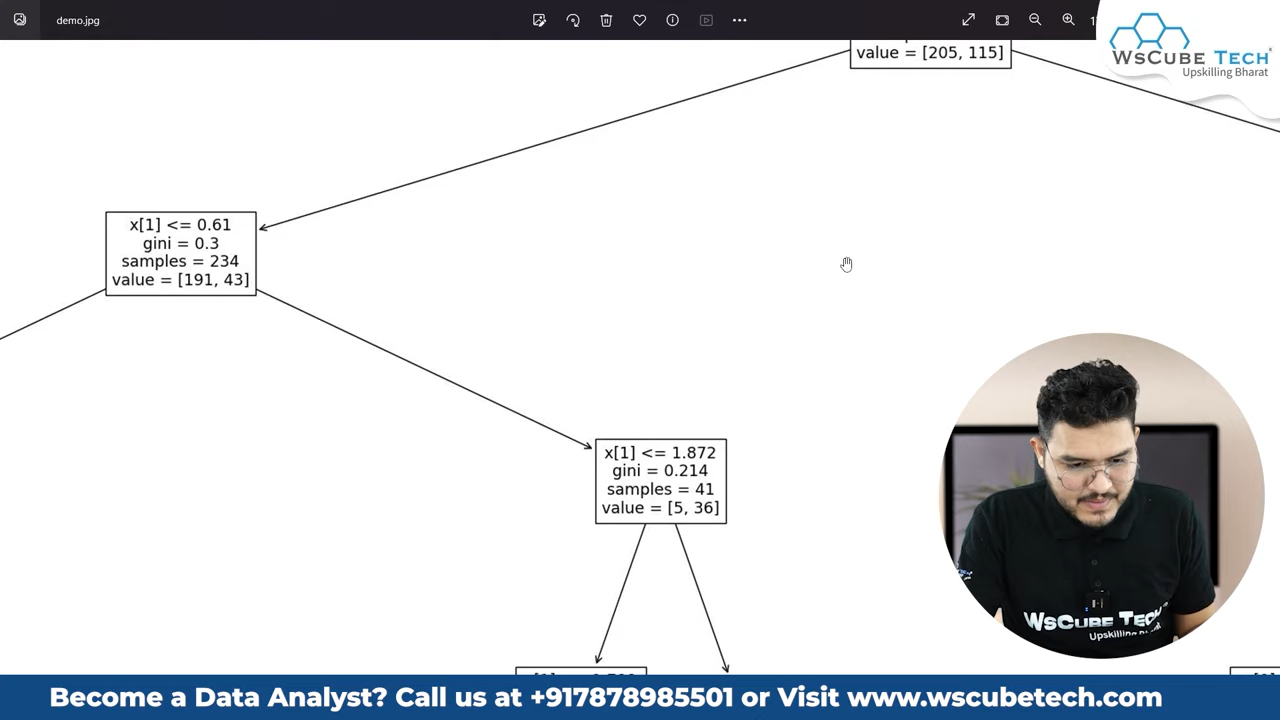 demo.jpg
WsCube Tech
Upskilling Bharat
value = [205, 115]
x[1] <= 0.61
gini = 0.3
samples = 234
value = [191, 43]
x[1] <= 1.872
gini = 0.214
samples = 41
value = [5, 36]
WsCube Tech
Upskilling
Become a Data Analyst? Call us at +917878985501 or Visit www.wscubetech.com